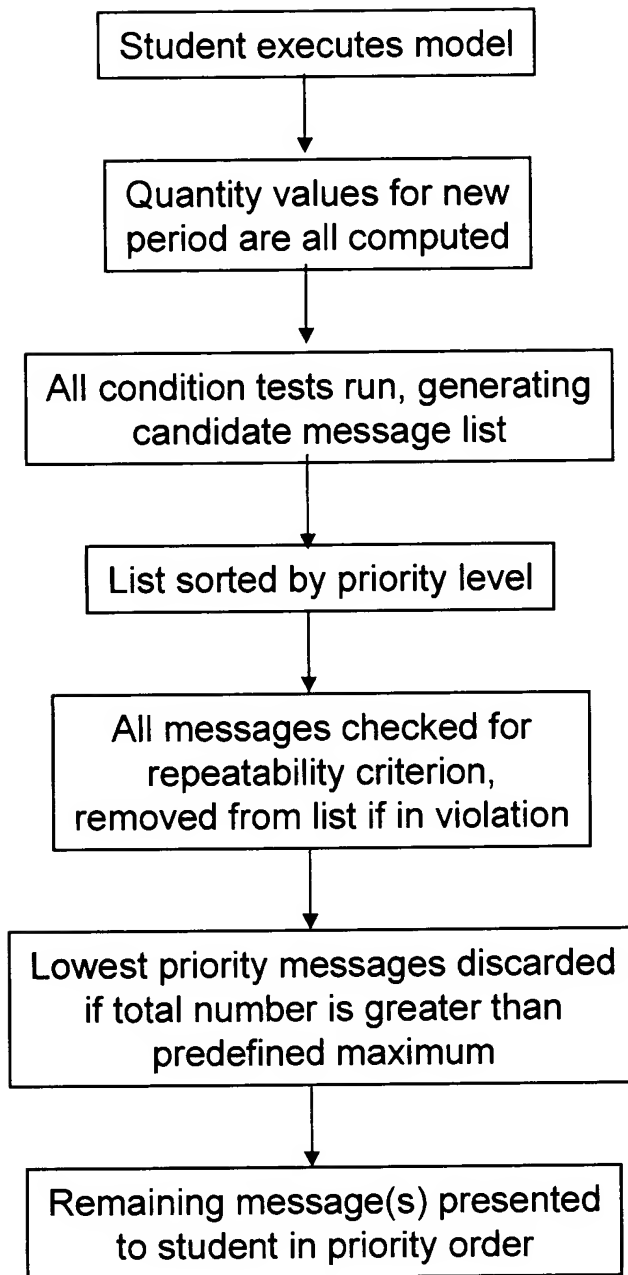 Student executes model
Quantity values for new
period are all computed
All condition tests run, generating
candidate message list
List sorted by priority level
All messages checked for
repeatability criterion,
removed from list if in violation
Lowest priority messages discarded
if total number is greater than
predefined maximum
Remaining message(s) presented
to student in priority order